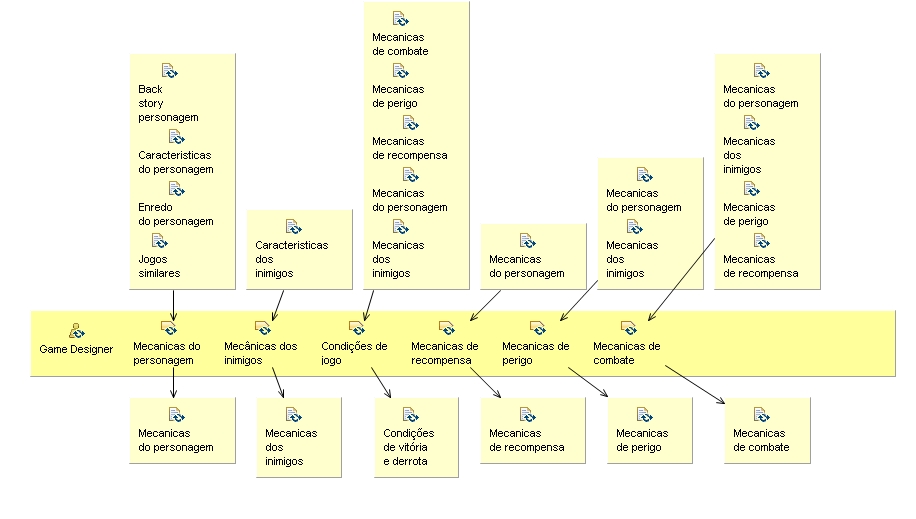 Back
story
personagem
Caracteristicas
do personagem
Enredo
do personagem
Jogos
similares
Caracteristicas
dos
inimigos
Mecanicas
de combate
Mecanicas
de perigo
Mecanicas
de recompensa
Mecanicas
do personagem
Mecanicas
dos
inimigos
Mecanicas
do personagem
Mecanicas
do personagem
Mecanicas
dos
inimigos
Mecanicas
do personagem
Mecanicas
dos
inimigos
Mecanicas
de perigo
Mecanicas
de recompensa
Game Designer
Mecanicas do
personagem
Mecânicas dos
inimigos
Condições de
jogo
Mecanicas de
recompensa
Mecanicas de
perigo
Mecanicas de
combate
Mecanicas
do personagem
Mecanicas
dos
inimigos
Condições
de vitória
e derrota
Mecanicas
de recompensa
Mecanicas
de perigo
Mecanicas
de combate